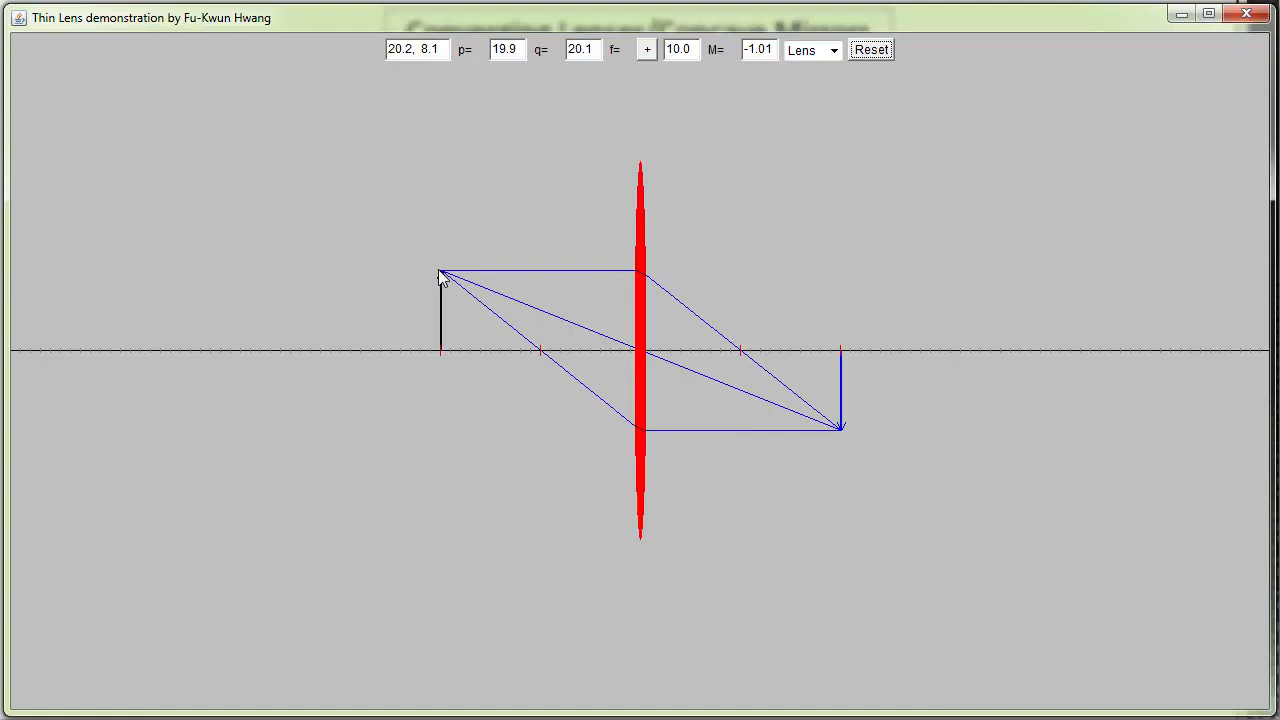 Thin Lens demonstration by Fu-Kwun Hwang
20.2, 8.1 p= 19.9 q= 20.1 f= + 10.0 M= -1.01 Lens Reset